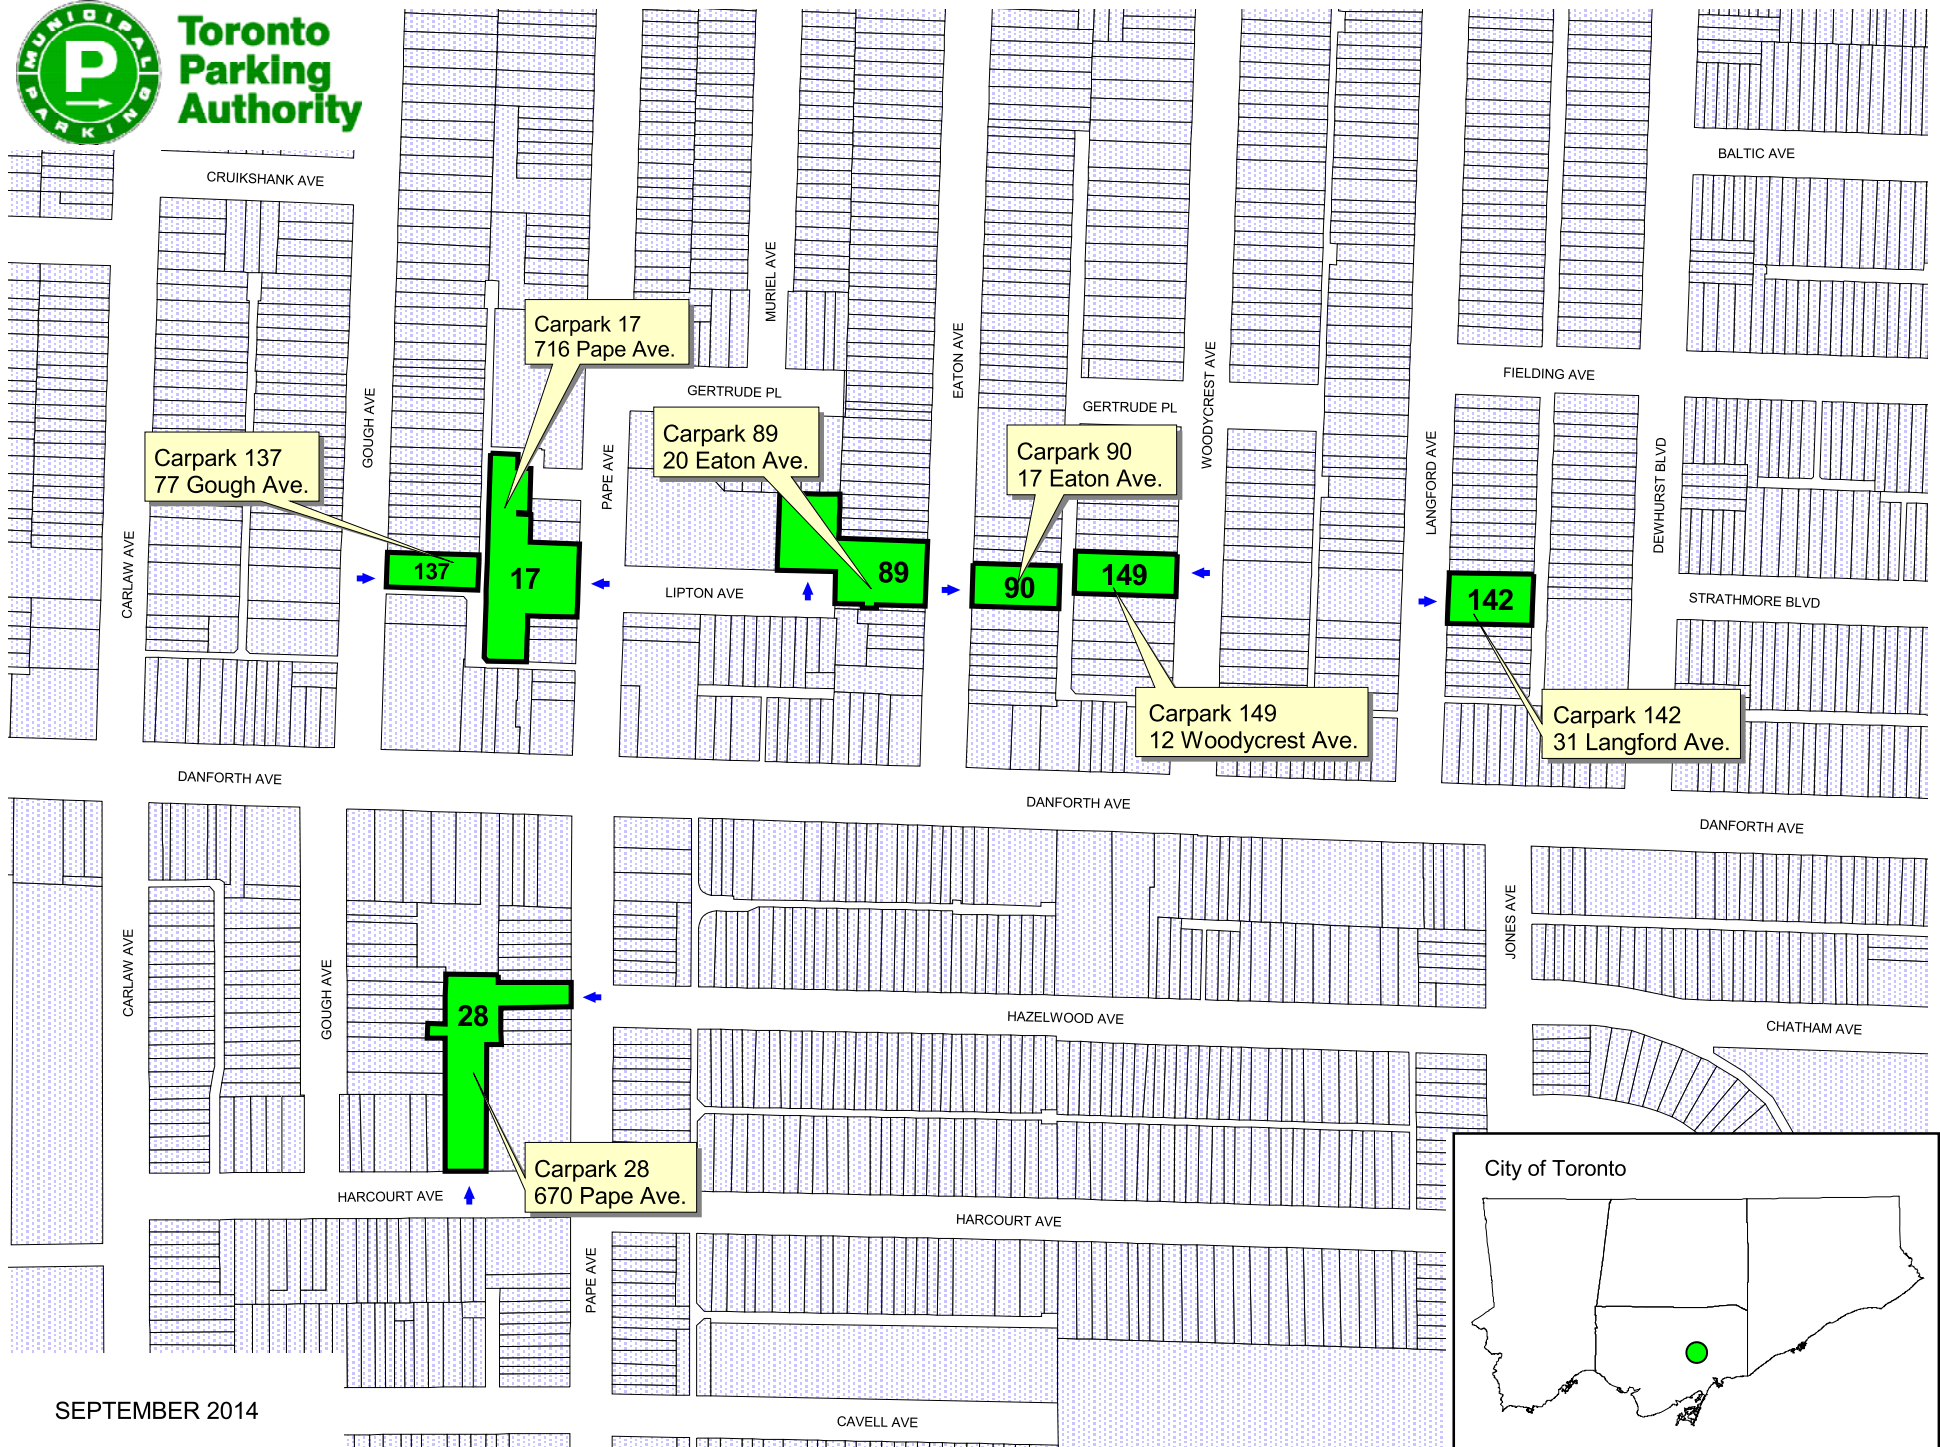 MUNICIPAL PARKING
P
Toronto
Parking
Authority
CRUIKSHANK AVE
BALTIC AVE
MURIEL AVE
Carpark 17
716 Pape Ave.
EATON AVE
WOODYCREST AVE
FIELDING AVE
GERTRUDE PL
GERTRUDE PL
GOUGH AVE
Carpark 89
20 Eaton Ave.
Carpark 90
17 Eaton Ave.
Carpark 137
77 Gough Ave.
PAPE AVE
LANGFORD AVE
DEWHURST BLVD
CARLAW AVE
137
17
89
90
149
142
LIPTON AVE
STRATHMORE BLVD
Carpark 149
12 Woodycrest Ave.
Carpark 142
31 Langford Ave.
DANFORTH AVE
DANFORTH AVE
DANFORTH AVE
CARLAW AVE
GOUGH AVE
JONES AVE
28
HAZELWOOD AVE
CHATHAM AVE
Carpark 28
670 Pape Ave.
City of Toronto
HARCOURT AVE
HARCOURT AVE
PAPE AVE
SEPTEMBER 2014
CAVELL AVE